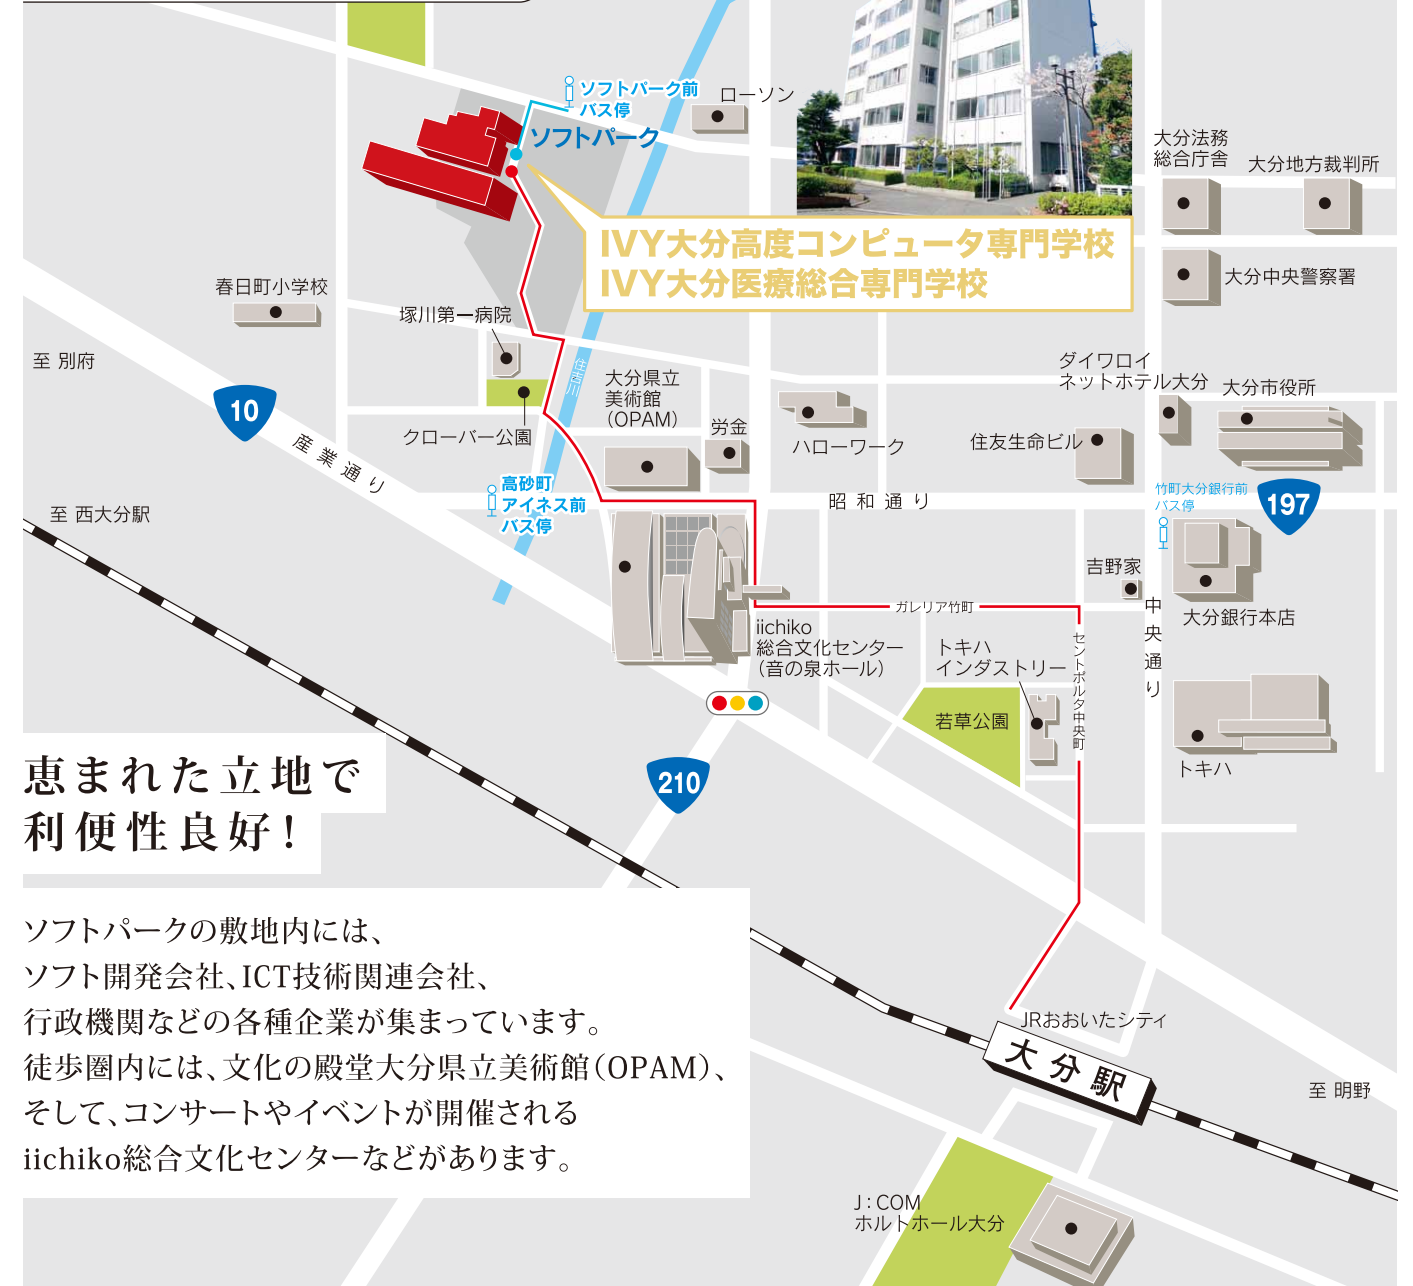 ソフトパーク前
バス停
ソフトパーク
ローソン
大分法務
総合庁舎
大分地方裁判所
IVY大分高度コンピュータ専門学校
IVY大分医療総合専門学校
大分中央警察署
春日町小学校
塚川第一病院
至 別府
住吉川
大分県立
美術館
（OPAM）
ダイワロイ
ネットホテル大分
大分市役所
10
クローバー公園
労金
ハローワーク
住友生命ビル
産業通り
高砂町
アイネス前
バス停
昭和通り
竹町大分銀行前
バス停
197
至 西大分駅
吉野家
ガレリア竹町
中央通り
大分銀行本店
iichiko
総合文化センター
（音の泉ホール）
トキハ
インダストリー
セントポルタ中央町
若草公園
トキハ
210
恵まれた立地で
利便性良好！
ソフトパークの敷地内には、
ソフト開発会社、ICT技術関連会社、
行政機関などの各種企業が集まっています。
徒歩圏内には、文化の殿堂大分県立美術館（OPAM）、
そして、コンサートやイベントが開催される
iichiko総合文化センターなどがあります。
JRおおいたシティ
大分駅
至 明野
J：COM
ホルトホール大分